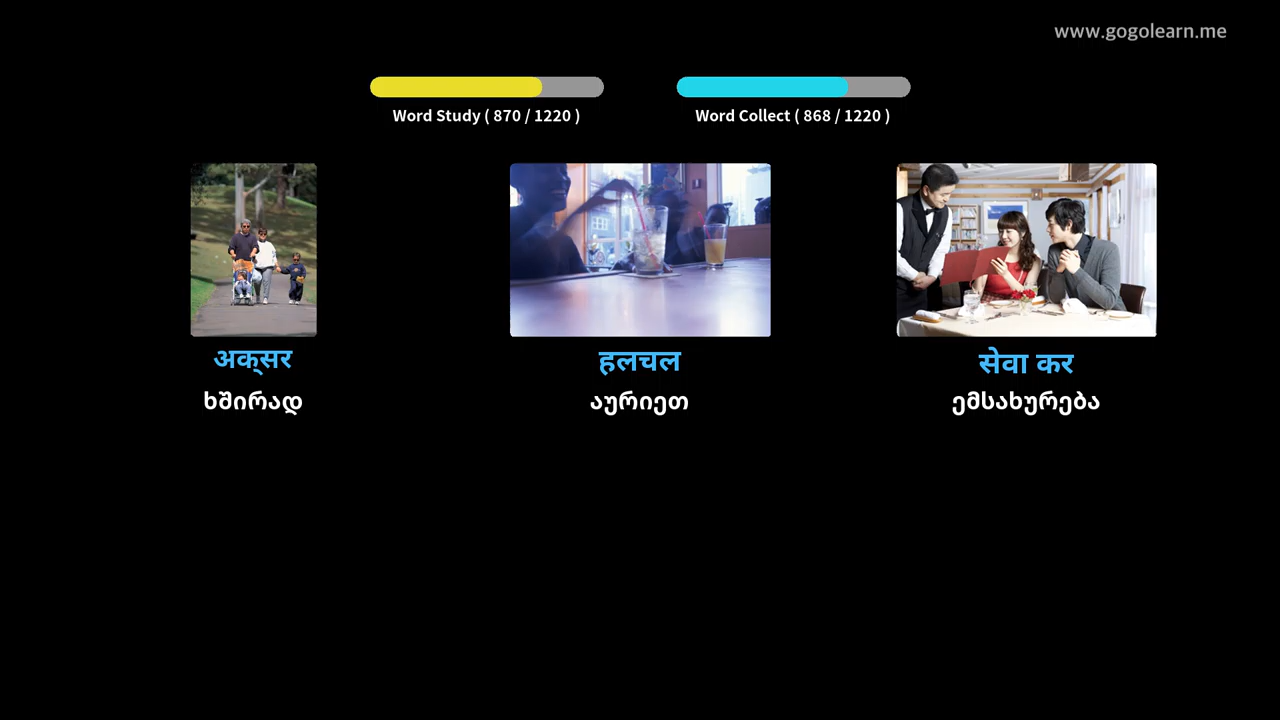 www.gogolearn.me
Word Study ( 870 / 1220 )
Word Collect ( 868 / 1220 )
अक्सर
हलचल
सेवा कर
ხშირად
აურიეთ
ემსახურება